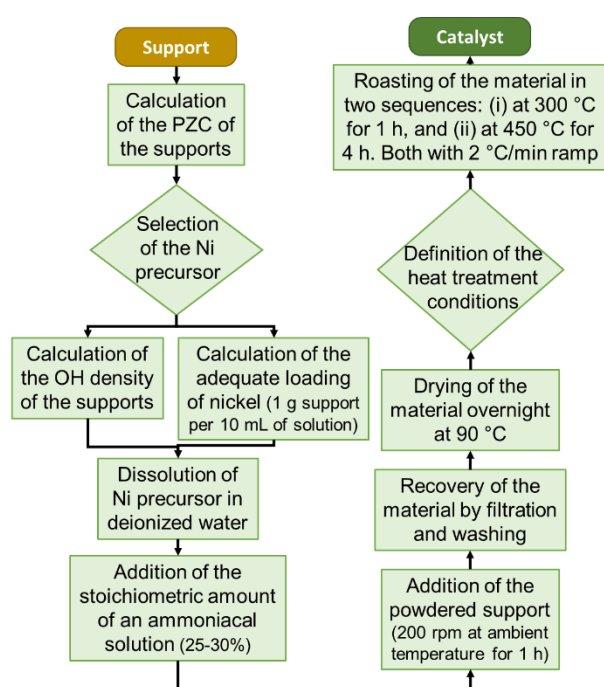 Support
Calculation
of the PZC of
the supports
Selection
of the Ni
precursor
Calculation of
the OH density
of the supports
Calculation of the
adequate loading
of nickel (1 g support
per 10 mL of solution)
Dissolution of
Ni precursor in
deionized water
Addition of the
stoichiometric amount
of an ammoniacal
solution (25-30%)
Catalyst
Roasting of the material in
two sequences: (i) at 300 °C
for 1 h, and (ii) at 450 °C for
4 h. Both with 2 °C/min ramp
Definition of the
heat treatment
conditions
Drying of the
material overnight
at 90 °C
Recovery of the
material by filtration
and washing
Addition of the
powdered support
(200 rpm at ambient
temperature for 1 h)